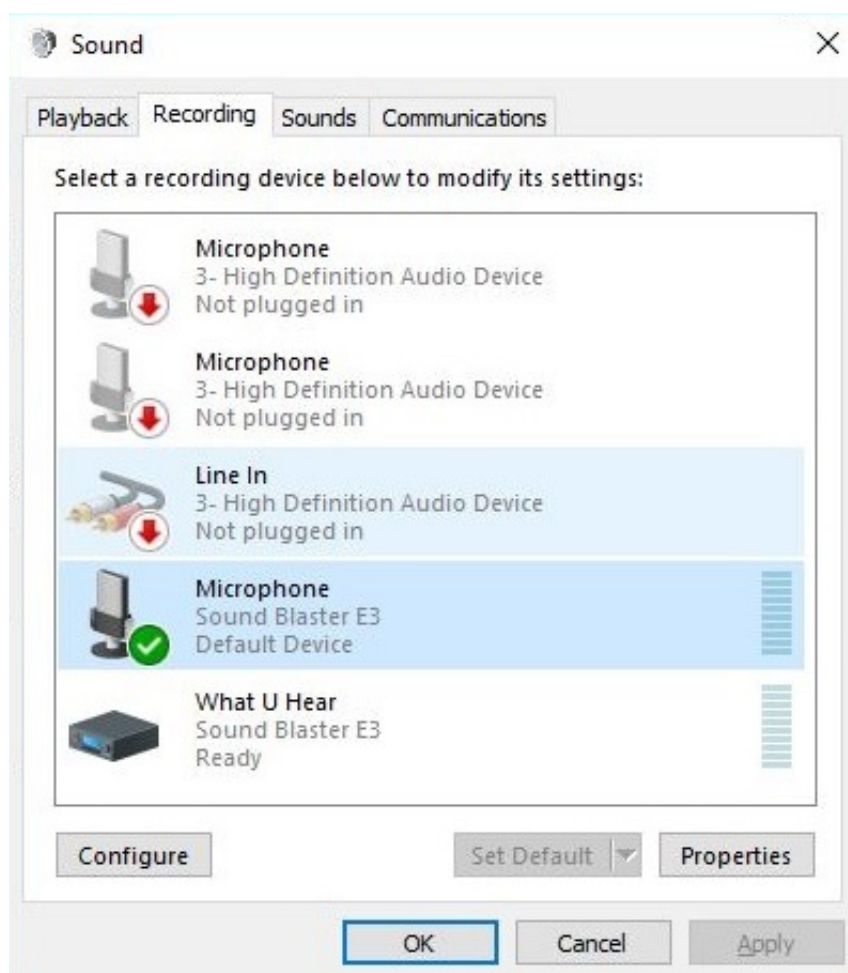 Sound
Playback Recording Sounds Communications
Select a recording device below to modify its settings:
Microphone
3- High Definition Audio Device
Not plugged in
Microphone
3- High Definition Audio Device
Not plugged in
Line In
3- High Definition Audio Device
Not plugged in
Microphone
Sound Blaster E3
Default Device
What U Hear
Sound Blaster E3
Ready
Configure Set Default Properties
OK Cancel Apply